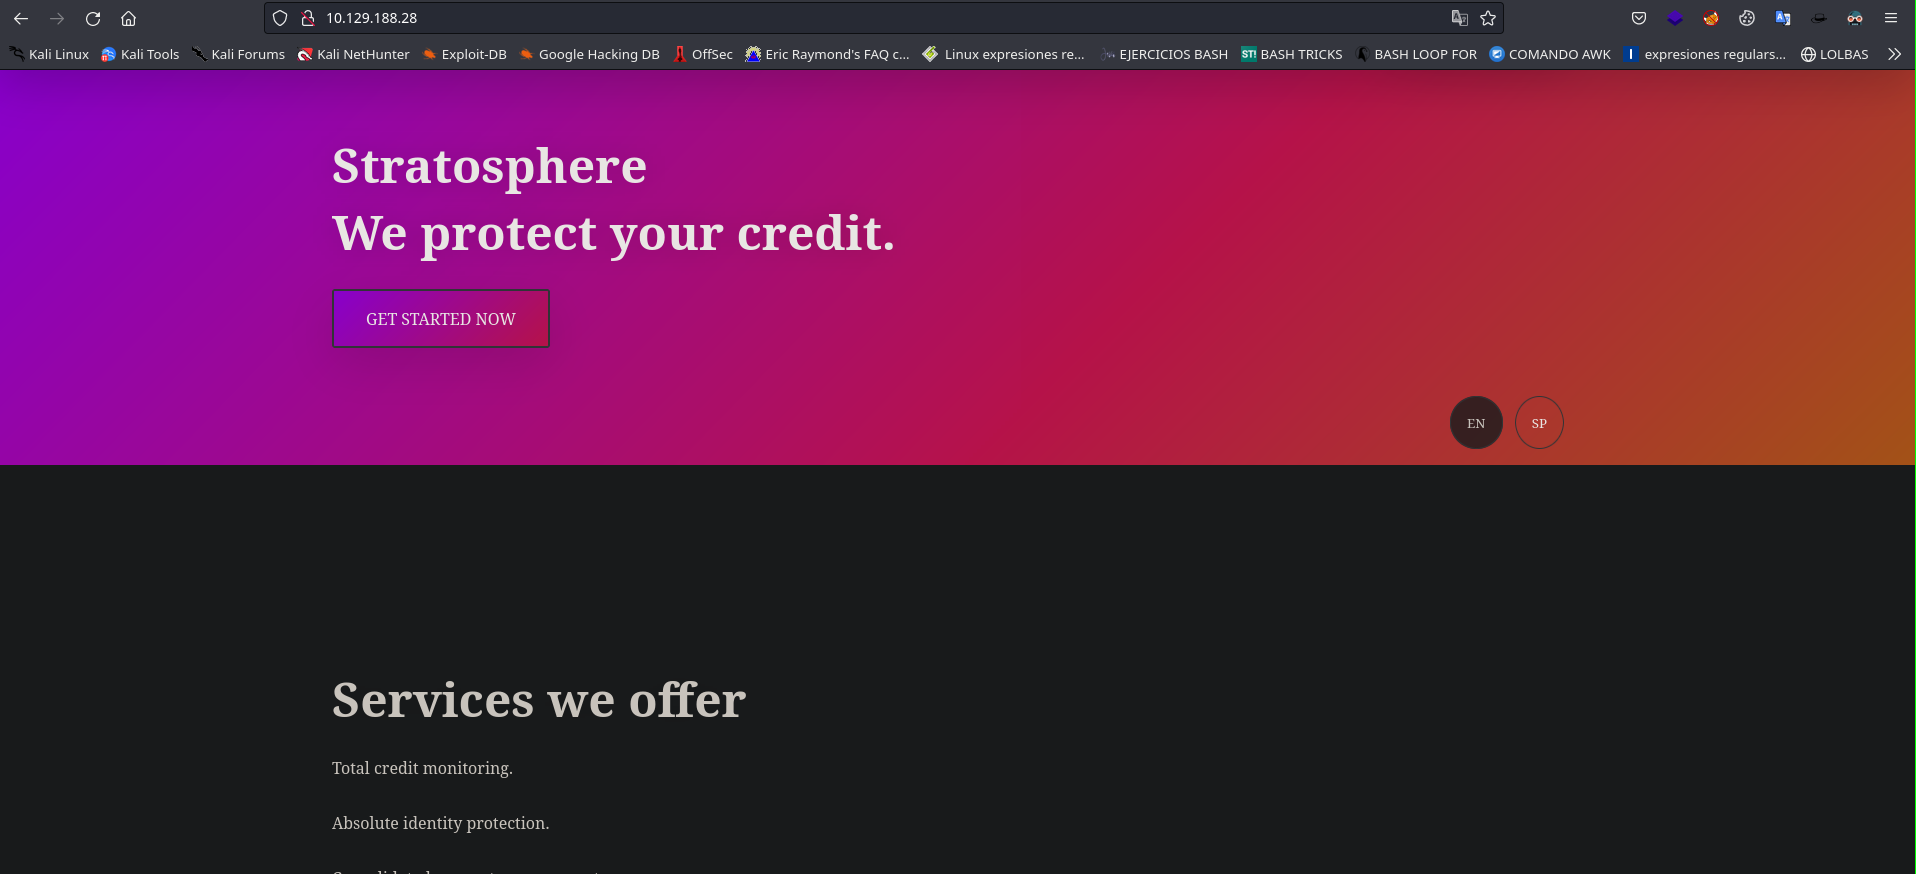 10.129.188.28
Kali Linux Kali Tools Kali Forums Kali NetHunter Exploit-DB Google Hacking DB OffSec Eric Raymond's FAQ c... Linux expresiones re... EJERCICIOS BASH ST! BASH TRICKS BASH LOOP FOR COMANDO AWK expresiones regulars... LOLBAS
Stratosphere
We protect your credit.
GET STARTED NOW
EN SP
Services we offer
Total credit monitoring.
Absolute identity protection.